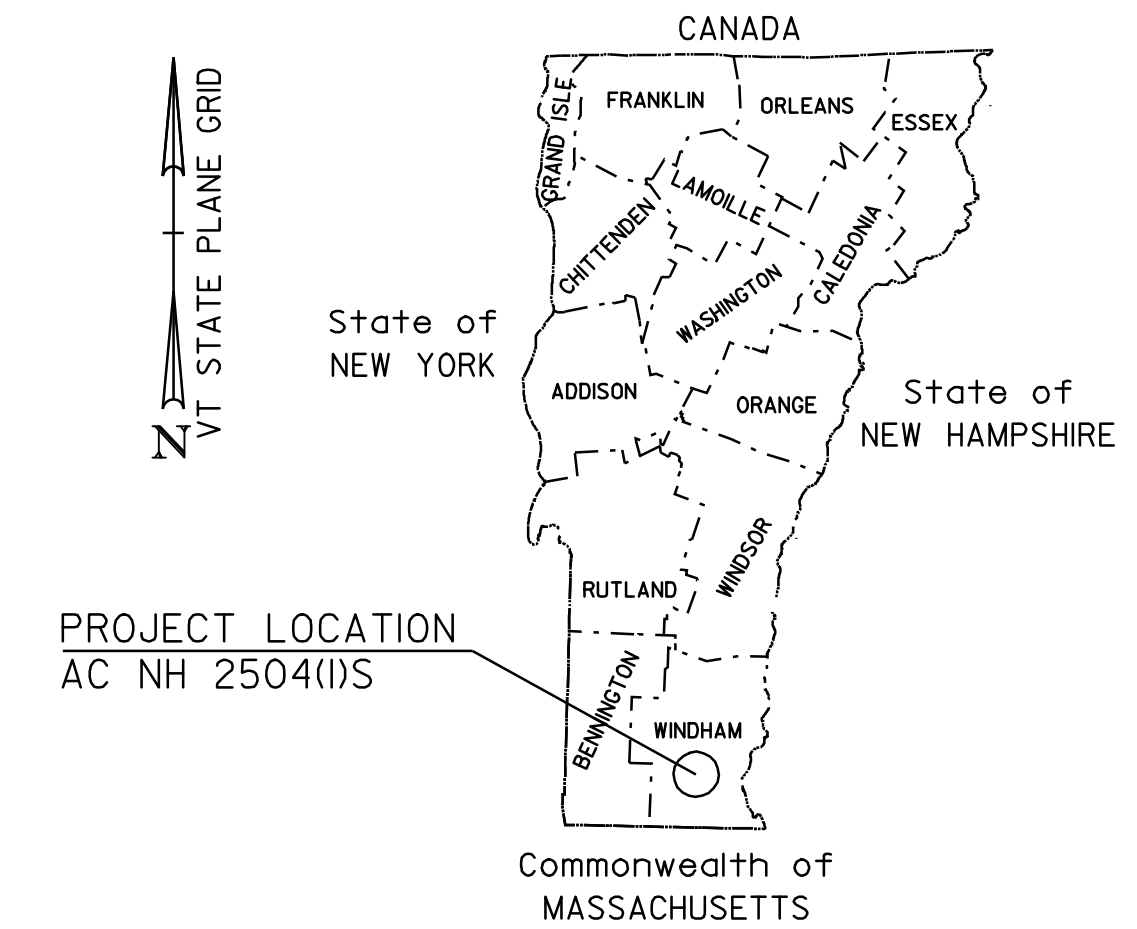 CANADA
VT STATE PLANE GRID
N
GRAND ISLE
FRANKLIN
ORLEANS
ESSEX
LAMOILLE
CHITTENDEN
CALEDONIA
WASHINGTON
State of
NEW YORK
ADDISON
ORANGE
State of
NEW HAMPSHIRE
WINDSOR
RUTLAND
PROJECT LOCATION
AC NH 2504(1)S
BENNINGTON
WINDHAM
Commonwealth of
MASSACHUSETTS